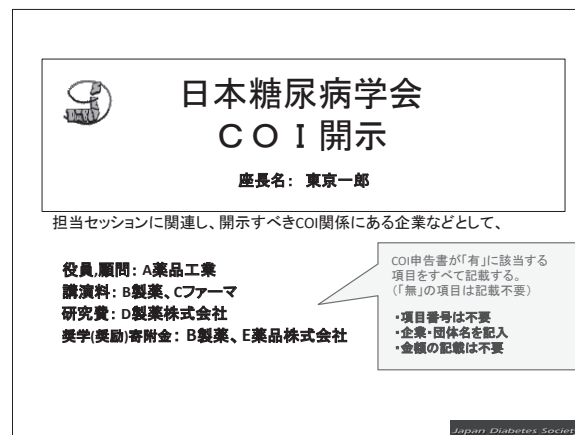 日本糖尿病学会
ＣＯＩ開示
座長名： 東京一郎
担当セッションに関連し、開示すべきCOI関係にある企業などとして、
役員,顧問： A薬品工業
講演料： B製薬、Cファーマ
研究費： D製薬株式会社
奨学(奨励)寄附金： B製薬、E薬品株式会社
COI申告書が「有」に該当する
項目をすべて記載する。
（「無」の項目は記載不要）
・項目番号は不要
・企業・団体名を記入
・金額の記載は不要
Japan Diabetes Societ